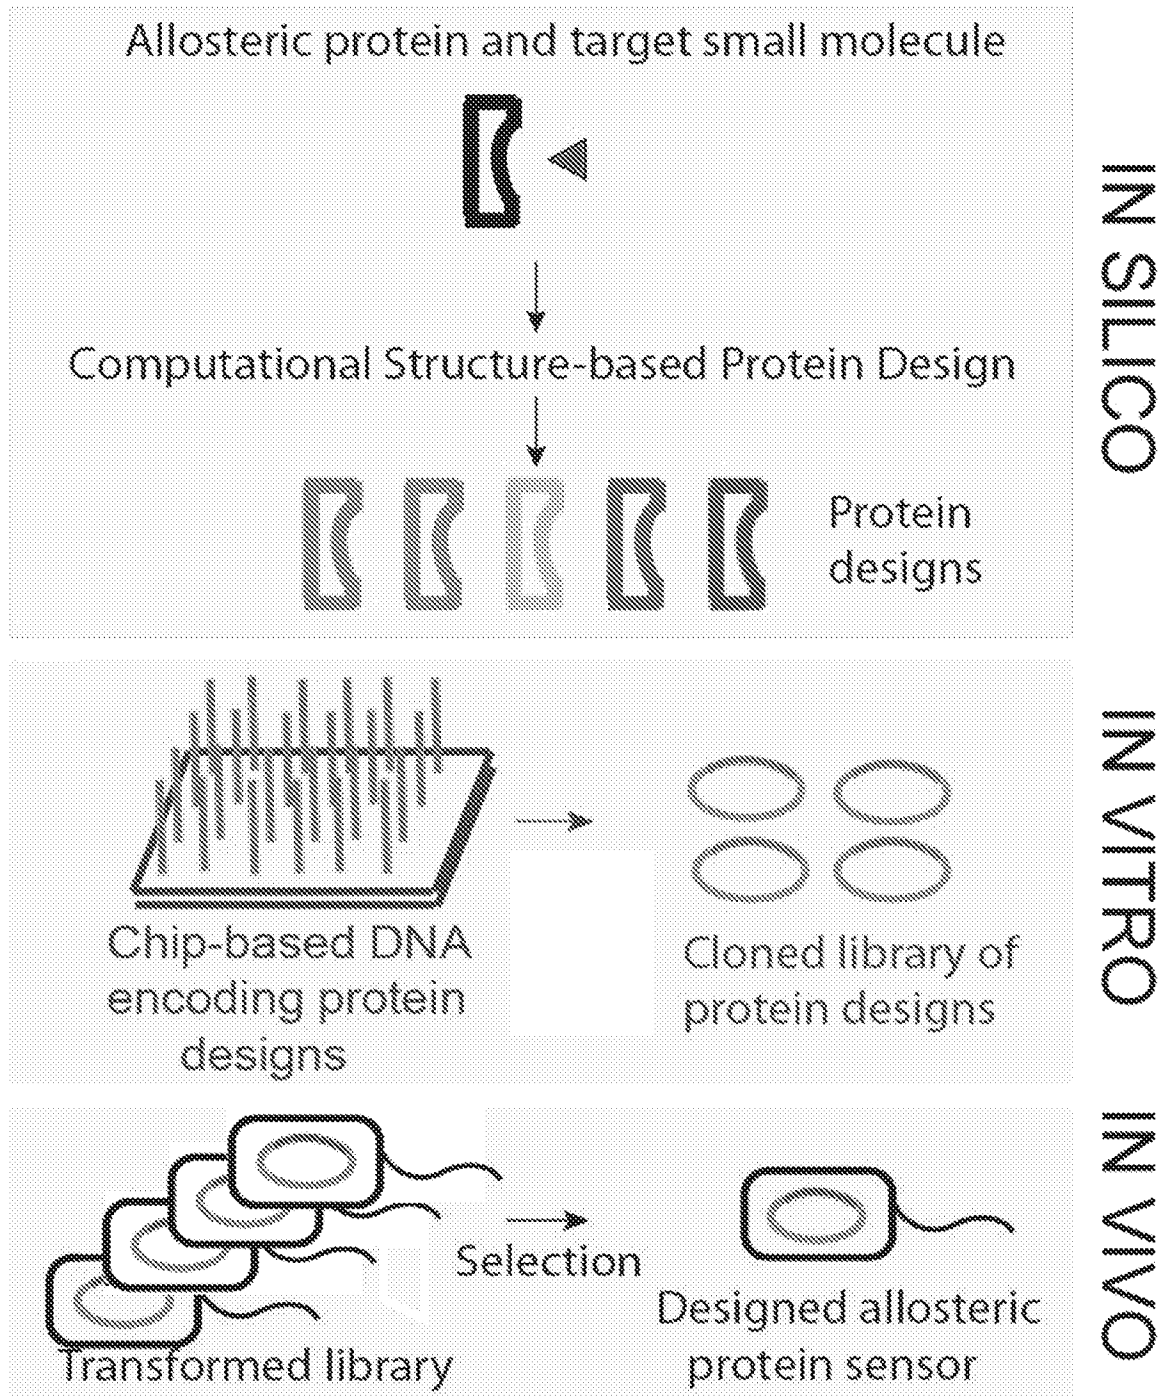 Allosteric protein and target small molecule
IN SILICO
Computational Structure-based Protein Design
Protein
designs
IN VITRO
Chip-based DNA
encoding protein
designs
Cloned library of
protein designs
IN VIVO
Selection
Transformed library
Designed allosteric
protein sensor